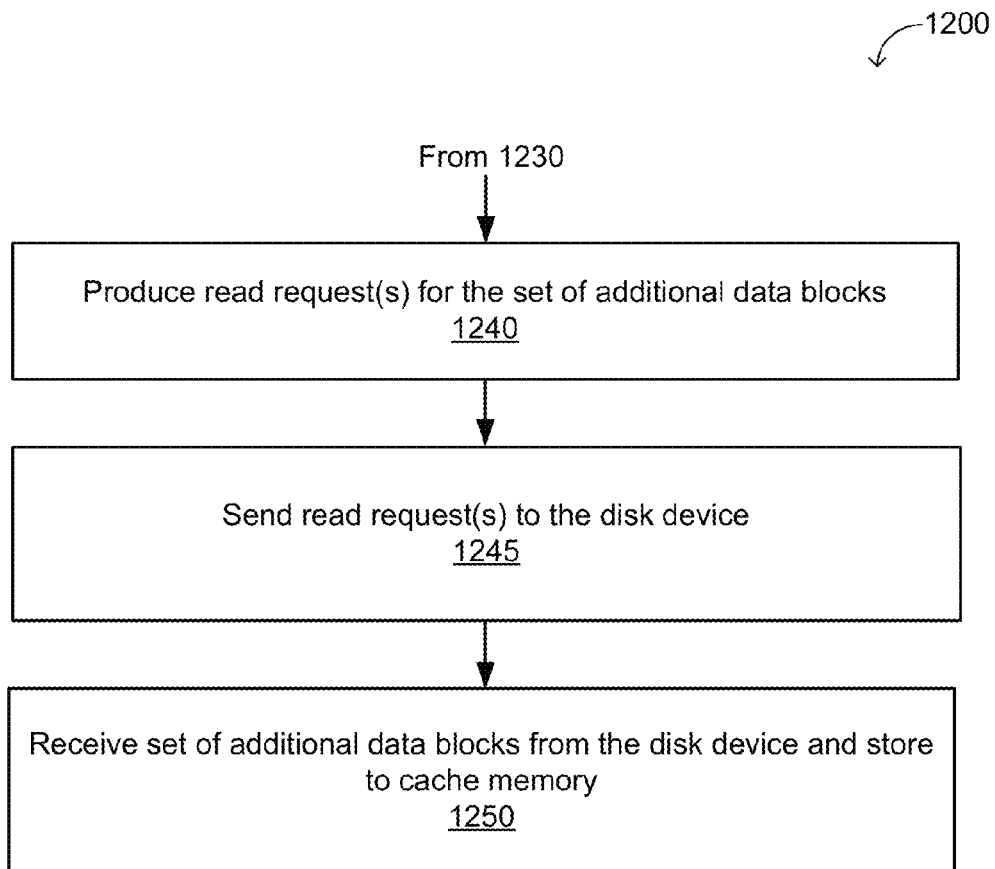 1200
From 1230
Produce read request(s) for the set of additional data blocks
1240
Send read request(s) to the disk device
1245
Receive set of additional data blocks from the disk device and store
to cache memory
1250